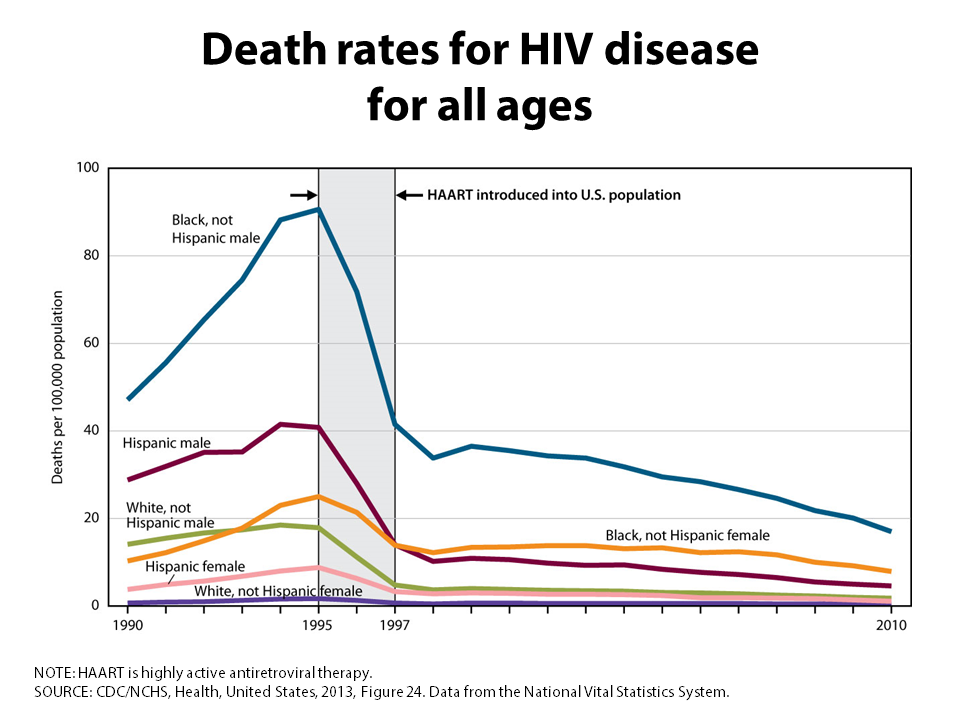 Death rates for HIV disease
for all ages
100
80
60
40
20
0
Deaths per 100,000 population
HAART introduced into U.S. population
Black, not
Hispanic male
Hispanic male
White, not
Hispanic male
Black, not Hispanic female
Hispanic female
White, not Hispanic female
1990
1995
1997
2010
NOTE: HAART is highly active antiretroviral therapy.
SOURCE: CDC/NCHS, Health, United States, 2013, Figure 24. Data from the National Vital Statistics System.